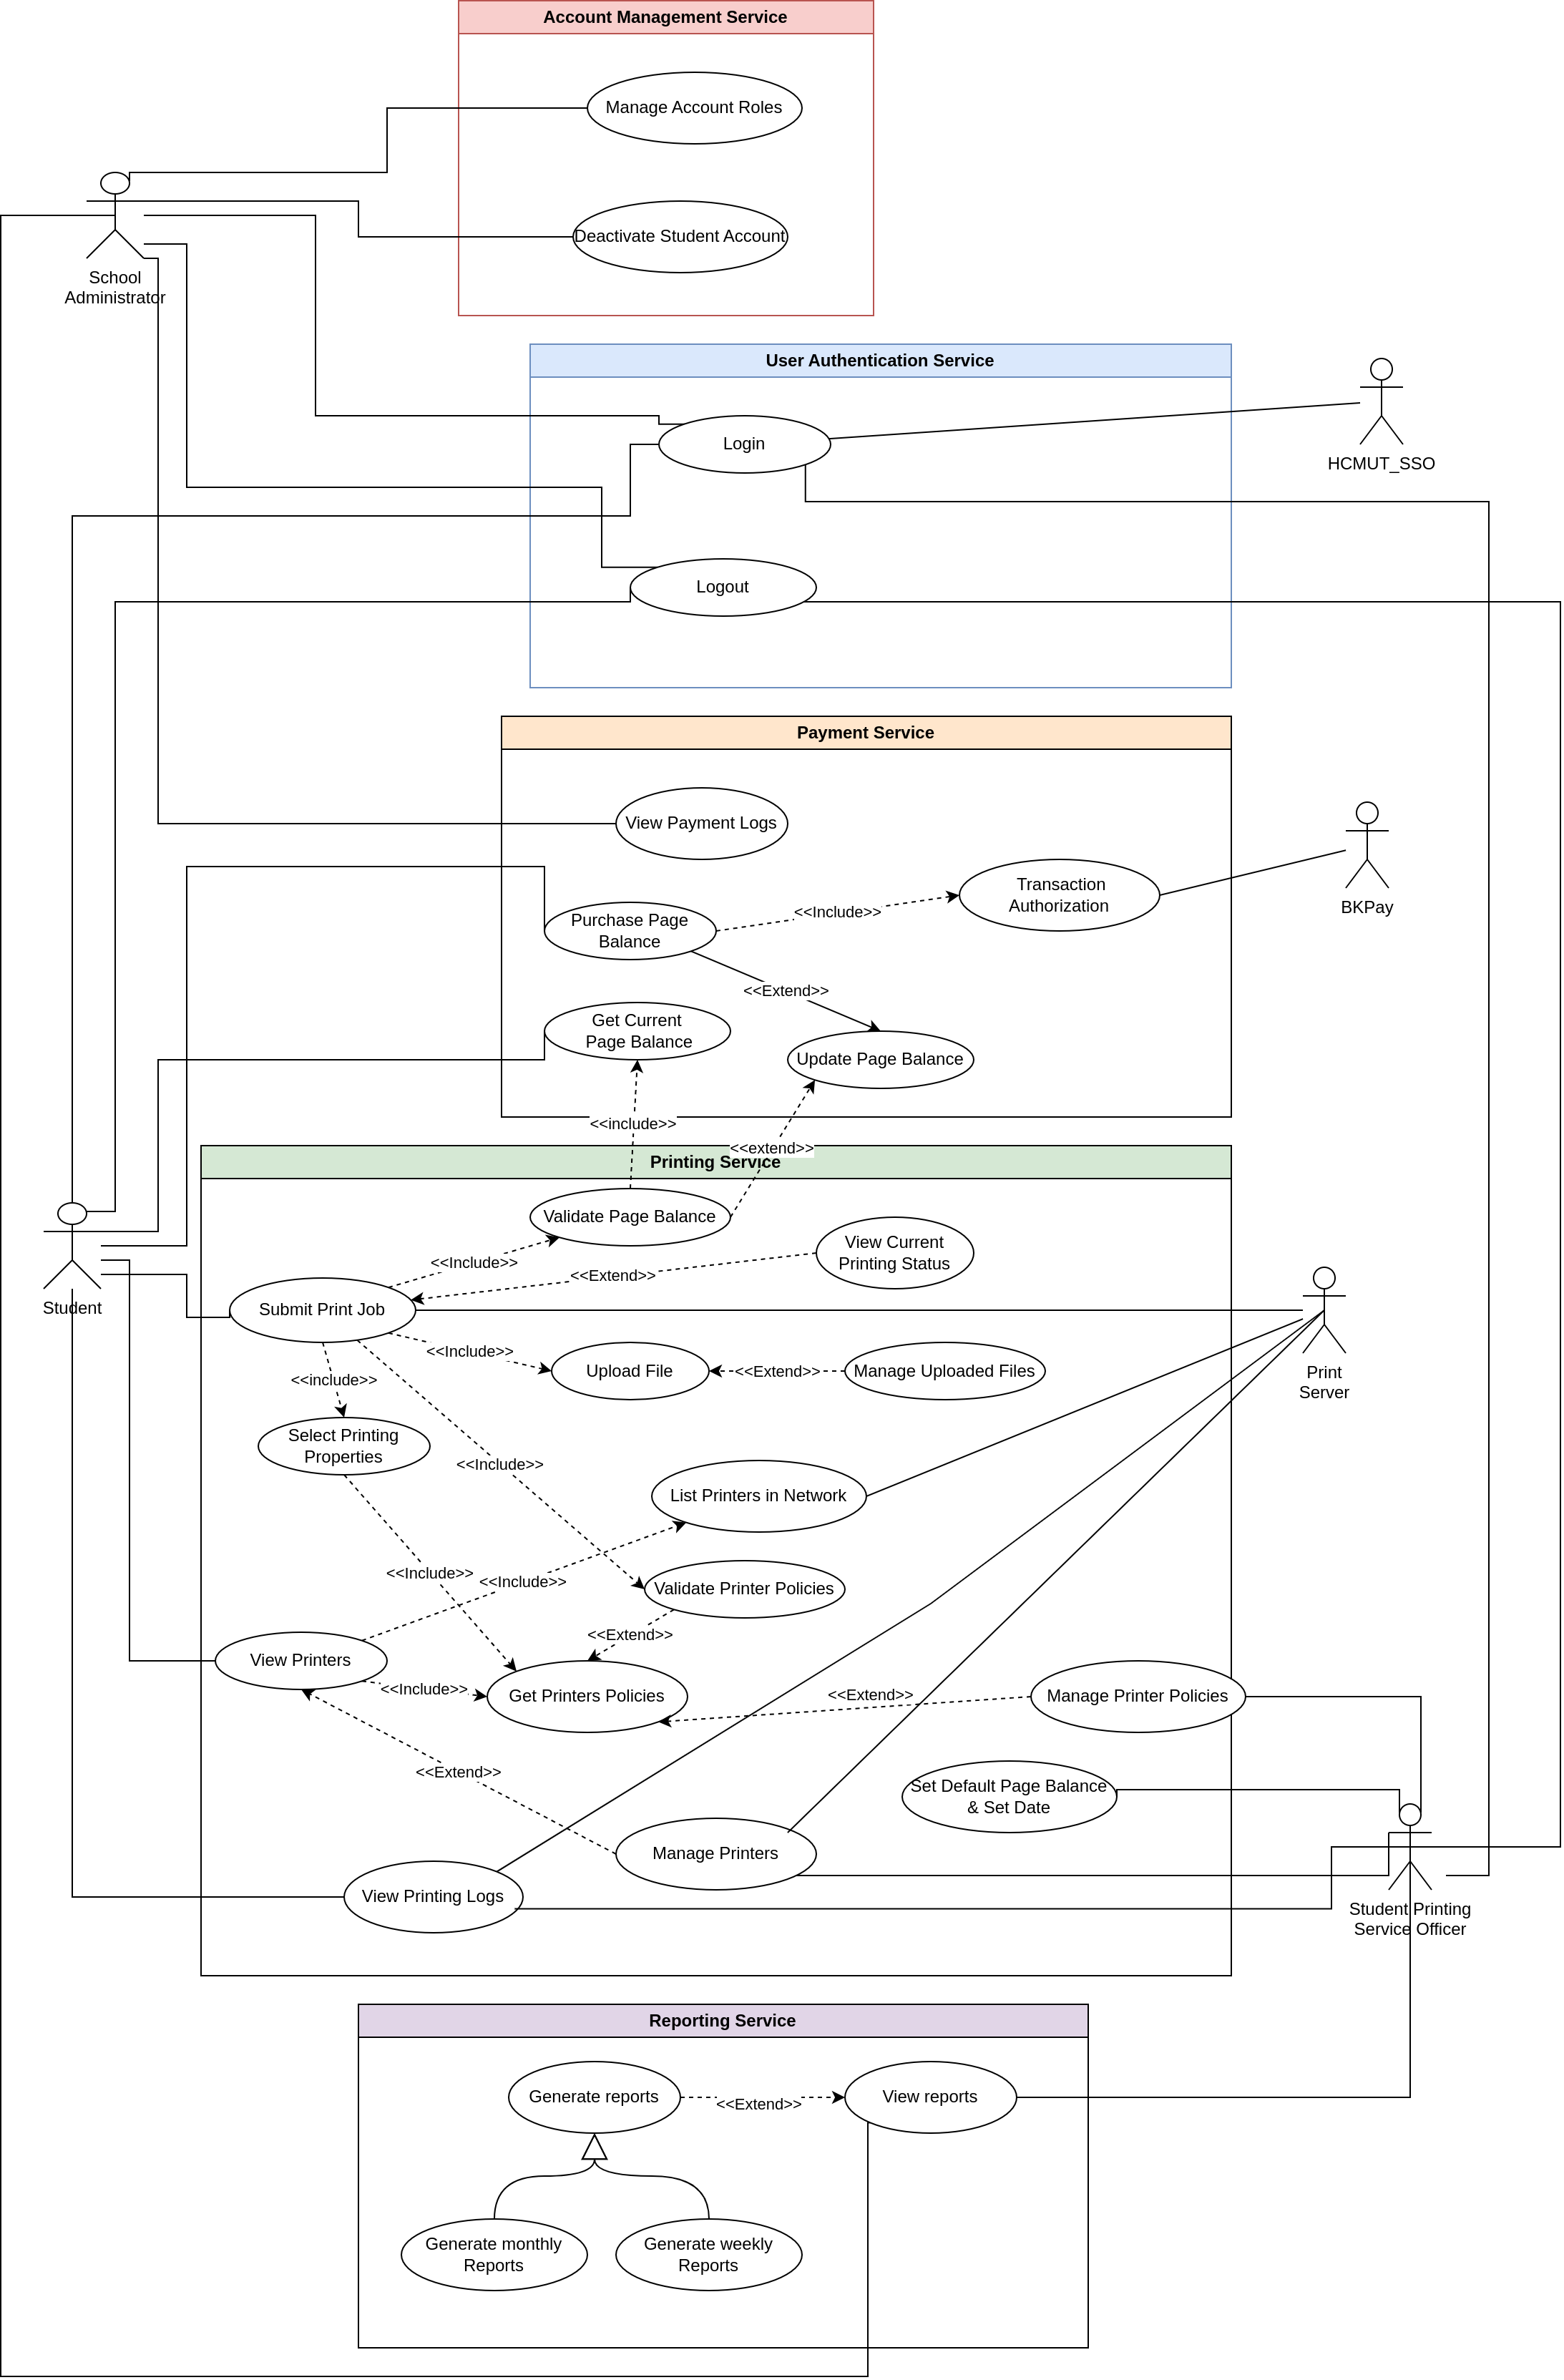 Account Management Service
Manage Account Roles
School
Administrator
Deactivate Student Account
User Authentication Service
Login
HCMUT_SSO
Logout
Payment Service
View Payment Logs
Transaction
Authorization
BKPay
Purchase Page
Balance
<<Include>>
<<Extend>>
Get Current
Page Balance
Update Page Balance
<<include>>
<<extend>>
Printing Service
Validate Page Balance
View Current
Printing Status
<<Include>>
<<Extend>>
Student
Submit Print Job
Print
Server
<<Include>>
Upload File
<<Extend>>
Manage Uploaded Files
<<include>>
Select Printing
Properties
<<Include>>
List Printers in Network
<<Include>>
<<Include>>
Validate Printer Policies
<<Extend>>
View Printers
<<Include>>
Get Printers Policies
<<Extend>>
Manage Printer Policies
<<Extend>>
Set Default Page Balance
& Set Date
Manage Printers
View Printing Logs
Student Printing
Service Officer
Reporting Service
Generate reports
<<Extend>>
View reports
Generate monthly
Reports
Generate weekly
Reports